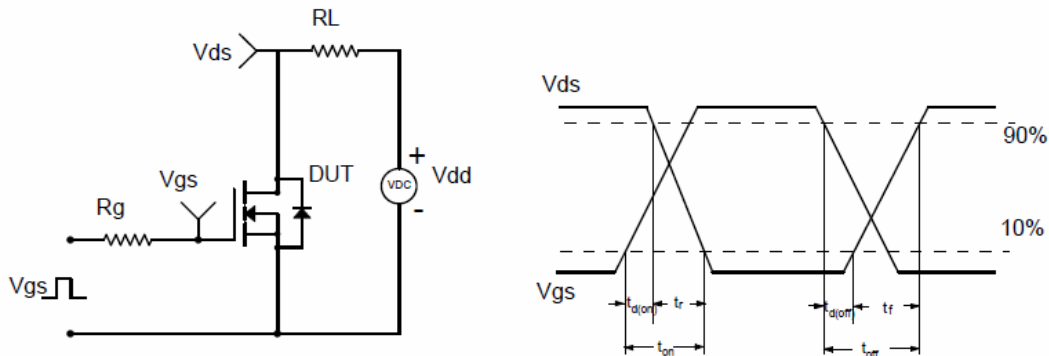 RL
Vds
Vgs
DUT
Rg
VDC
+
-
Vdd
Vgs
Vds
90%
10%
Vgs
td(on)
tr
td(off)
tf
ton
toff